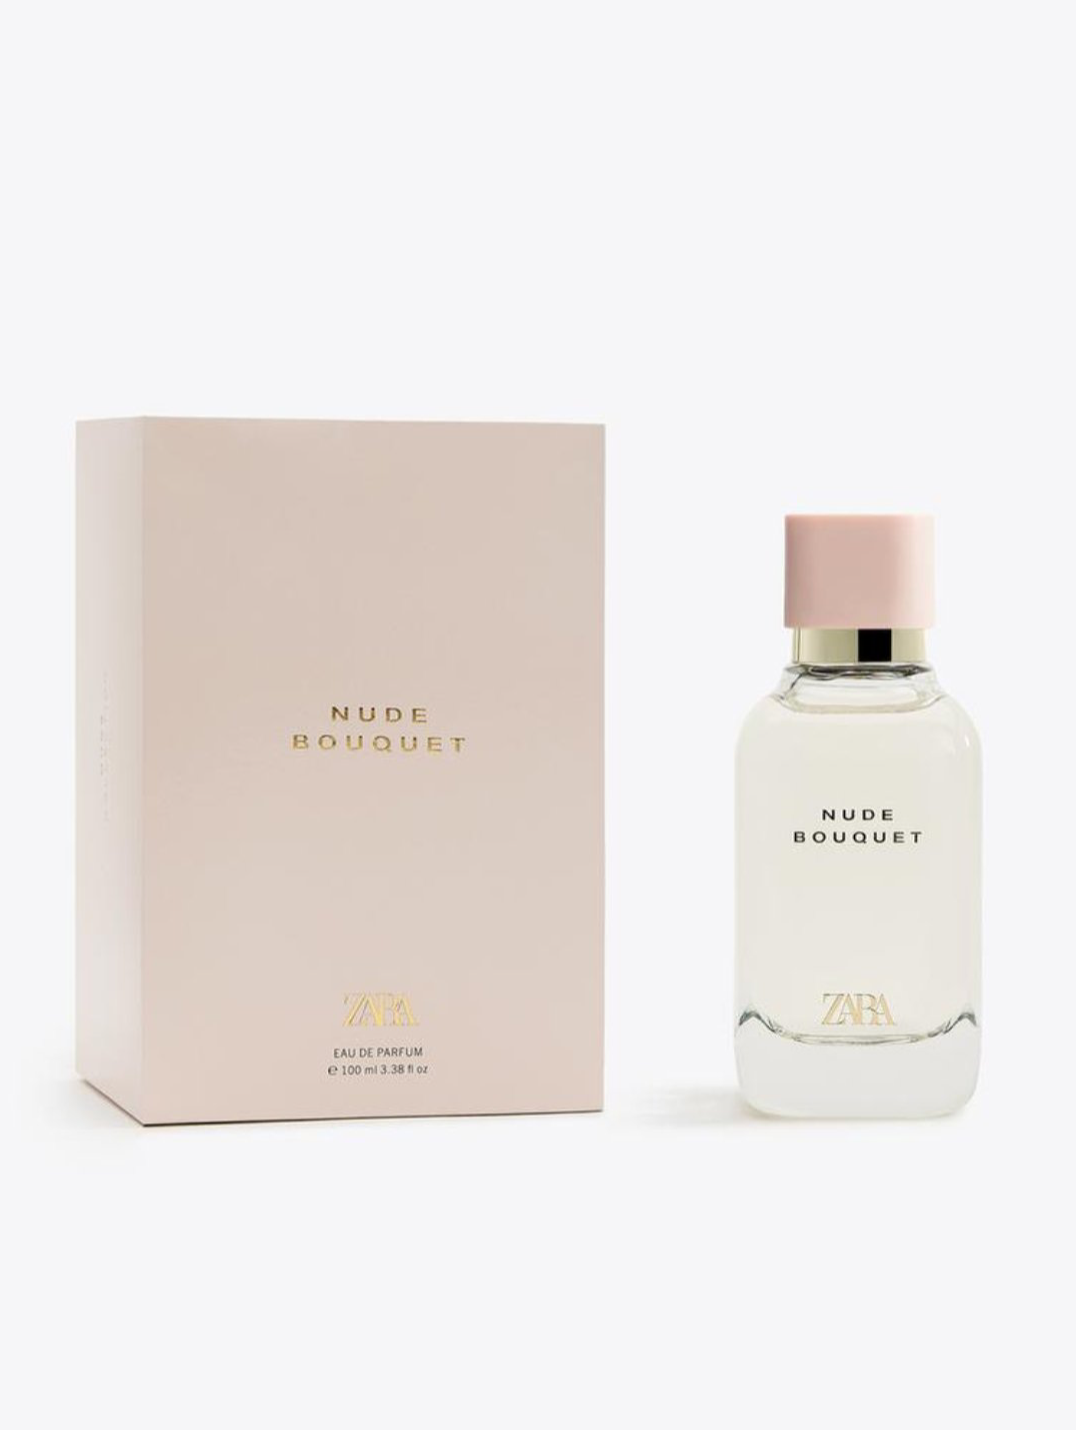 NUDE
BOUQUET
ZARA
EAU DE PARFUM
℮ 100 ml 3.38 fl oz
NUDE
BOUQUET
ZARA